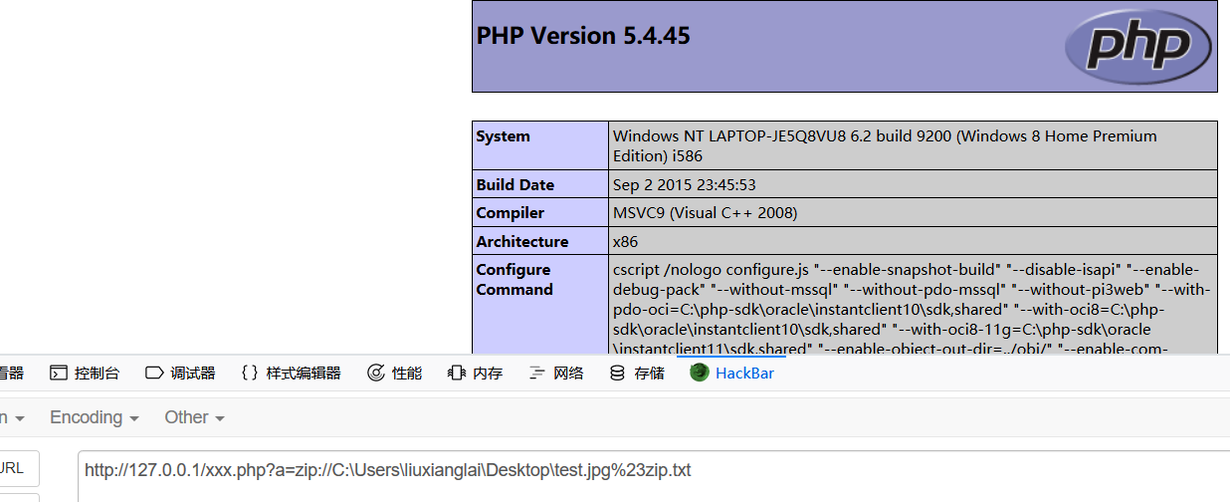 PHP Version 5.4.45
php
System
Windows NT LAPTOP-JE5Q8VU8 6.2 build 9200 (Windows 8 Home Premium
Edition) i586
Build Date
Sep 2 2015 23:45:53
Compiler
MSVC9 (Visual C++ 2008)
Architecture
x86
Configure
Command
cscript /nologo configure.js "--enable-snapshot-build" "--disable-isapi" "--enable-
debug-pack" "--without-mssql" "--without-pdo-mssql" "--without-pi3web" "--with-
pdo-oci=C:\php-sdk\oracle\instantclient10\sdk,shared" "--with-oci8=C:\php-
sdk\oracle\instantclient10\sdk,shared" "--with-oci8-11g=C:\php-sdk\oracle
\instantclient11\sdk,shared" "--enable-object-out-dir=../obj/" "--enable-com-
看器 控制台 调试器 {} 样式编辑器 性能 内存 网络 存储 HackBar
n Encoding Other
URL
http://127.0.0.1/xxx.php?a=zip://C:\Users\liuxianglai\Desktop\test.jpg%23zip.txt